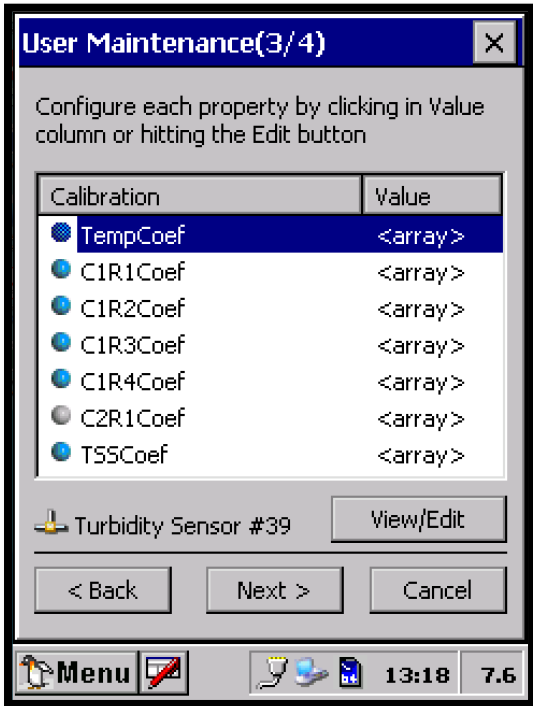 User Maintenance(3/4)
Configure each property by clicking in Value
column or hitting the Edit button
Calibration Value
TempCoef <array>
C1R1Coef <array>
C1R2Coef <array>
C1R3Coef <array>
C1R4Coef <array>
C2R1Coef <array>
TSSCoef <array>
Turbidity Sensor #39 View/Edit
< Back Next > Cancel
Menu 13:18 7.6